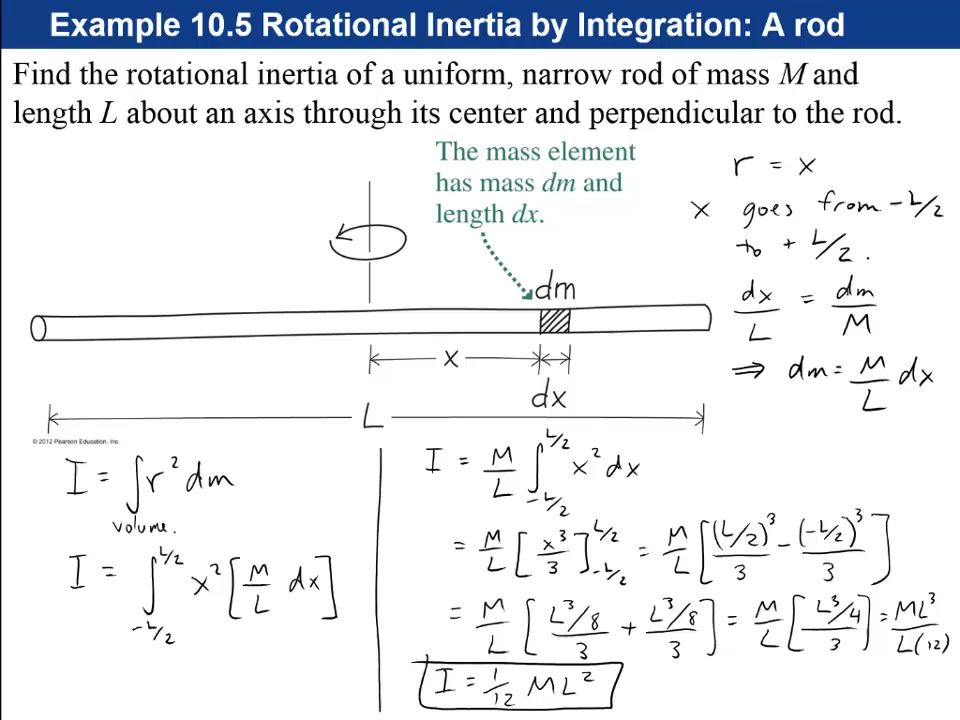 Example 10.5 Rotational Inertia by Integration: A rod
Find the rotational inertia of a uniform, narrow rod of mass M and
length L about an axis through its center and perpendicular to the rod.
The mass element
has mass dm and
length dx.
dm
x
dx
L
© 2012 Pearson Education, Inc.
r = x
x goes from -L/2
to + L/2 .
dx/L = dm/M
⇒ dm = M/L dx
I = ∫ r² dm
volume.
I = ∫_{-L/2}^{L/2} x² [M/L dx]
I = M/L ∫_{-L/2}^{L/2} x² dx
= M/L [x³/3]_{-L/2}^{L/2} = M/L [(L/2)³/3 - (-L/2)³/3]
= M/L [L³/8/3 + L³/8/3] = M/L [L³/4/3] = ML³/L(12)
I = 1/12 ML²